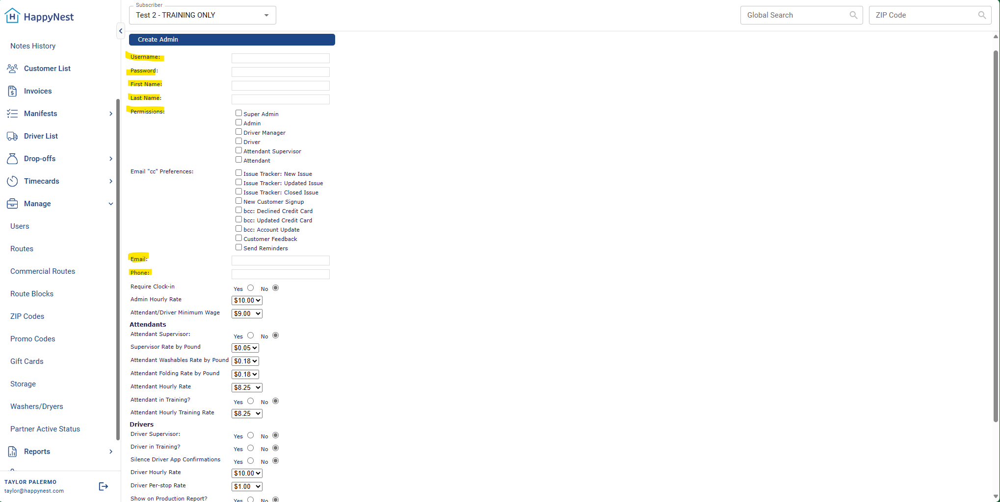 HappyNest
Subscriber
Test 2 - TRAINING ONLY
Global Search
ZIP Code
Notes History
Customer List
Invoices
Manifests
Driver List
Drop-offs
Timecards
Manage
Users
Routes
Commercial Routes
Route Blocks
ZIP Codes
Promo Codes
Gift Cards
Storage
Washers/Dryers
Partner Active Status
Reports
TAYLOR PALERMO
taylor@happynest.com
Create Admin
Username:
Password:
First Name:
Last Name:
Permissions:
Super Admin
Admin
Driver Manager
Driver
Attendant Supervisor
Attendant
Email "cc" Preferences:
Issue Tracker: New Issue
Issue Tracker: Updated Issue
Issue Tracker: Closed Issue
New Customer Signup
bcc: Declined Credit Card
bcc: Updated Credit Card
bcc: Account Update
Customer Feedback
Send Reminders
Email:
Phone:
Require Clock-in Yes No
Admin Hourly Rate $10.00
Attendant/Driver Minimum Wage $9.00
Attendants
Attendant Supervisor: Yes No
Supervisor Rate by Pound $0.05
Attendant Washables Rate by Pound $0.18
Attendant Folding Rate by Pound $0.18
Attendant Hourly Rate $8.25
Attendant in Training? Yes No
Attendant Hourly Training Rate $8.25
Drivers
Driver Supervisor: Yes No
Driver in Training? Yes No
Silence Driver App Confirmations Yes No
Driver Hourly Rate $10.00
Driver Per-stop Rate $1.00
Show on Production Report? Yes No